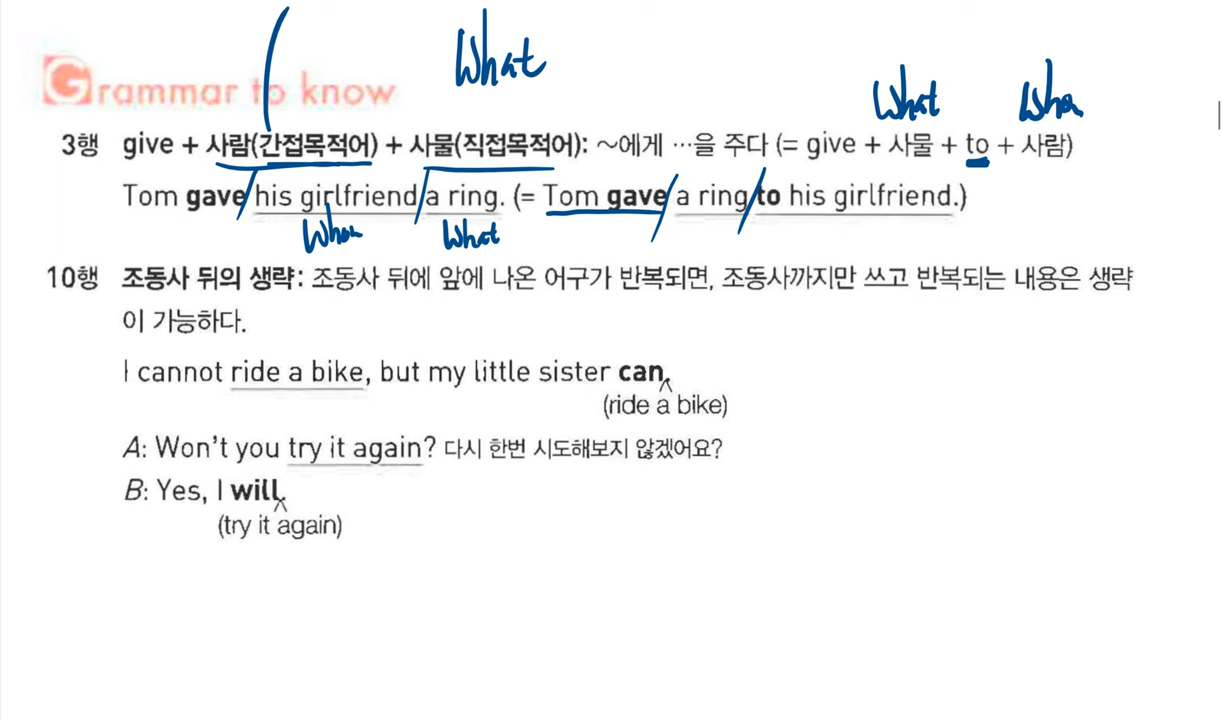 What
Grammar to know
What Whom
3행 give + 사람(간접목적어) + 사물(직접목적어): ~에게 …을 주다 (= give + 사물 + to + 사람)
Tom gave his girlfriend a ring. (= Tom gave a ring to his girlfriend.)
Whom What
10행 조동사 뒤의 생략: 조동사 뒤에 앞에 나온 어구가 반복되면, 조동사까지만 쓰고 반복되는 내용은 생략
이 가능하다.
I cannot ride a bike, but my little sister can.
(ride a bike)
A: Won't you try it again? 다시 한번 시도해보지 않겠어요?
B: Yes, I will.
(try it again)